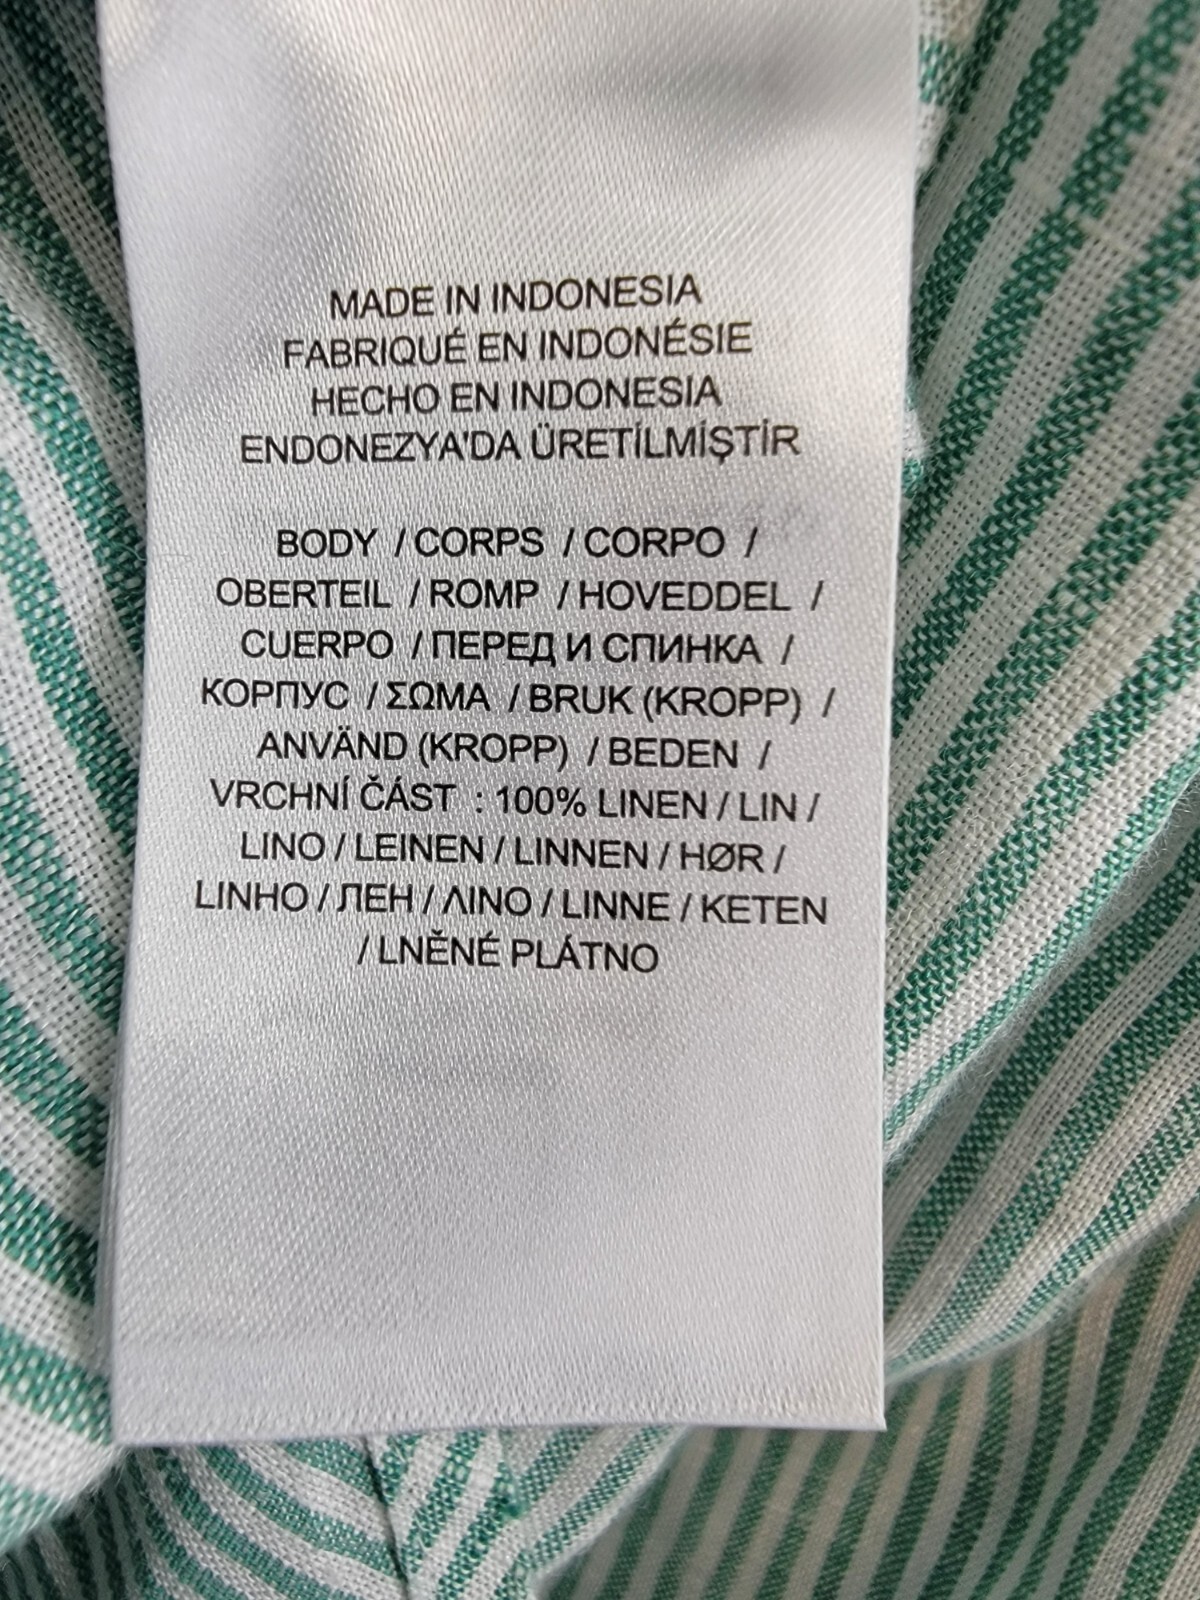 MADE IN INDONESIA
FABRIQUÉ EN INDONÉSIE
HECHO EN INDONESIA
ENDONEZYA'DA ÜRETİLMİŞTİR
BODY / CORPS / CORPO /
OBERTEIL / ROMP / HOVEDDEL /
CUERPO / ПЕРЕД И СПИНКА /
КОРПУС / ΣΩΜΑ / BRUK (KROPP) /
ANVÄND (KROPP) / BEDEN /
VRCHNÍ ČÁST : 100% LINEN / LIN /
LINO / LEINEN / LINNEN / HØR /
LINHO / ЛЕН / ΛΙΝΟ / LINNE / KETEN
/ LNĚNÉ PLÁTNO